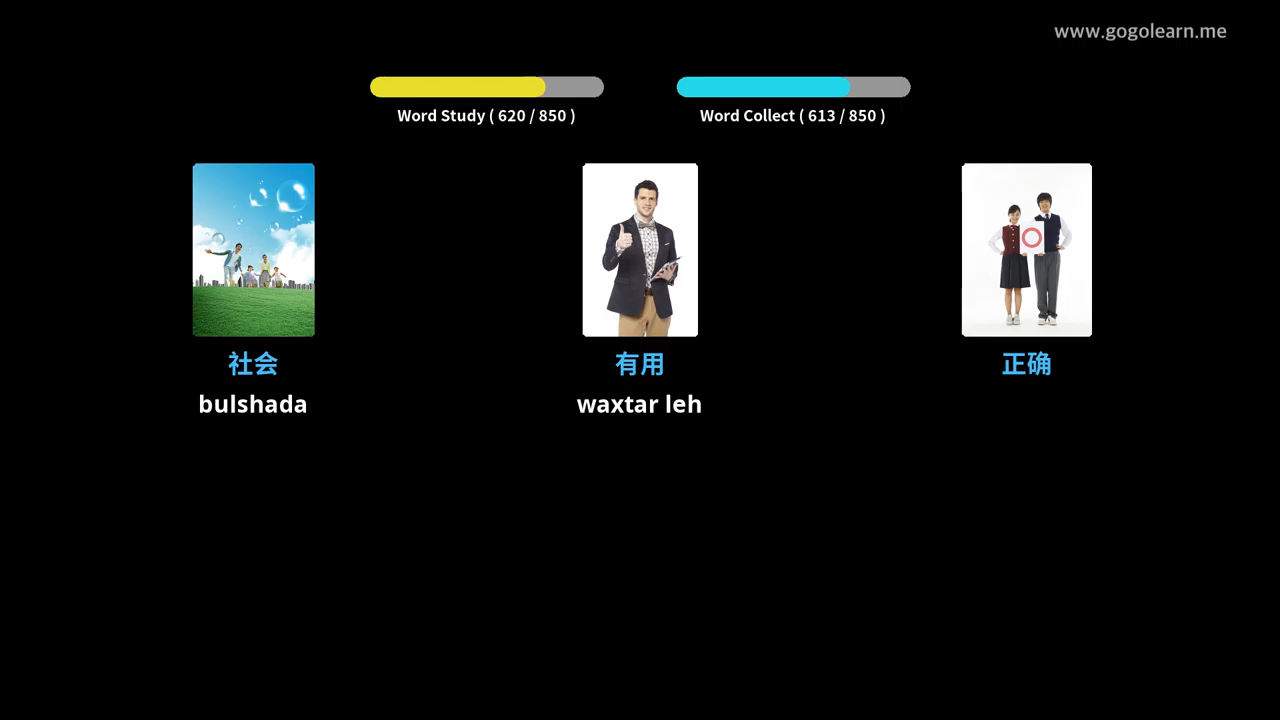 www.gogolearn.me
Word Study ( 620 / 850 )
Word Collect ( 613 / 850 )
社会
有用
正确
bulshada
waxtar leh